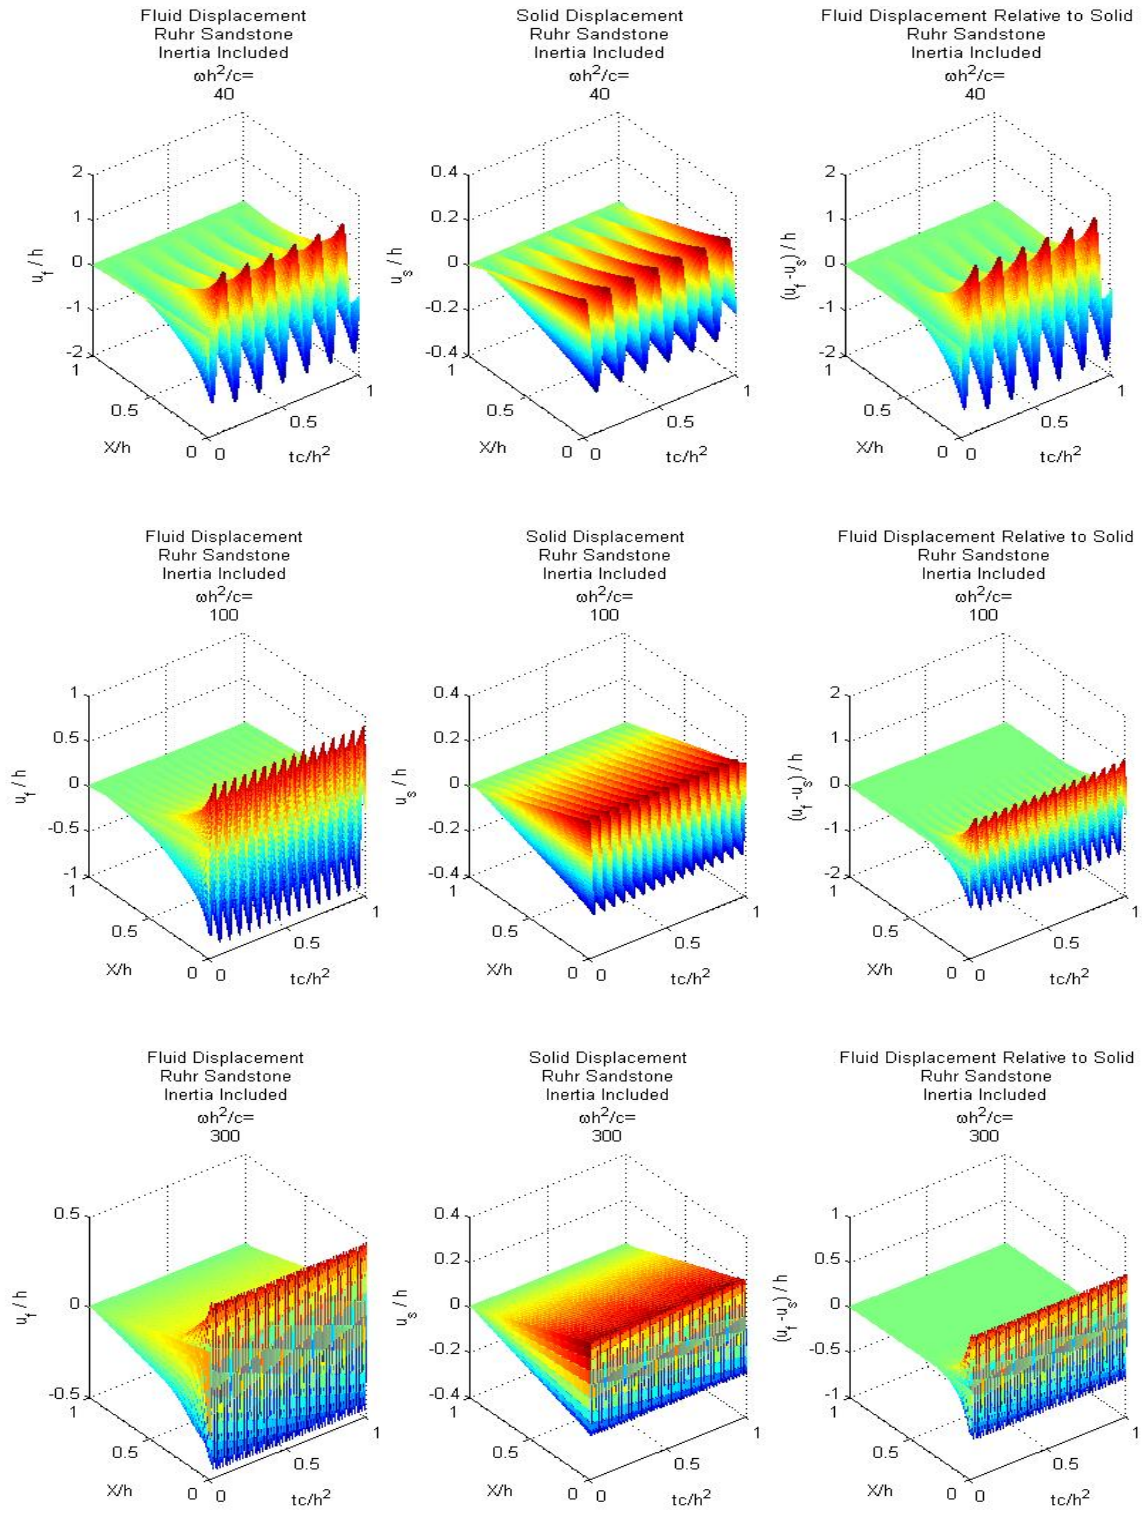 Fluid Displacement
Ruhr Sandstone
Inertia Included
ωh²/c=
40
2
1
0
-1
-2
u_f / h
1
0.5
0
X/h
0
0.5
1
tc/h²
Solid Displacement
Ruhr Sandstone
Inertia Included
ωh²/c=
40
0.4
0.2
0
-0.2
-0.4
u_s / h
1
0.5
0
X/h
0
0.5
1
tc/h²
Fluid Displacement Relative to Solid
Ruhr Sandstone
Inertia Included
ωh²/c=
40
2
1
0
-1
-2
(u_f -u_s) / h
1
0.5
0
X/h
0
0.5
1
tc/h²
Fluid Displacement
Ruhr Sandstone
Inertia Included
ωh²/c=
100
1
0.5
0
-0.5
-1
u_f / h
1
0.5
0
X/h
0
0.5
1
tc/h²
Solid Displacement
Ruhr Sandstone
Inertia Included
ωh²/c=
100
0.4
0.2
0
-0.2
-0.4
u_s / h
1
0.5
0
X/h
0
0.5
1
tc/h²
Fluid Displacement Relative to Solid
Ruhr Sandstone
Inertia Included
ωh²/c=
100
2
1
0
-1
-2
(u_f -u_s) / h
1
0.5
0
X/h
0
0.5
1
tc/h²
Fluid Displacement
Ruhr Sandstone
Inertia Included
ωh²/c=
300
0.5
0
-0.5
u_f / h
1
0.5
0
X/h
0
0.5
1
tc/h²
Solid Displacement
Ruhr Sandstone
Inertia Included
ωh²/c=
300
0.4
0.2
0
-0.2
-0.4
u_s / h
1
0.5
0
X/h
0
0.5
1
tc/h²
Fluid Displacement Relative to Solid
Ruhr Sandstone
Inertia Included
ωh²/c=
300
1
0.5
0
-0.5
-1
(u_f -u_s) / h
1
0.5
0
X/h
0
0.5
1
tc/h²